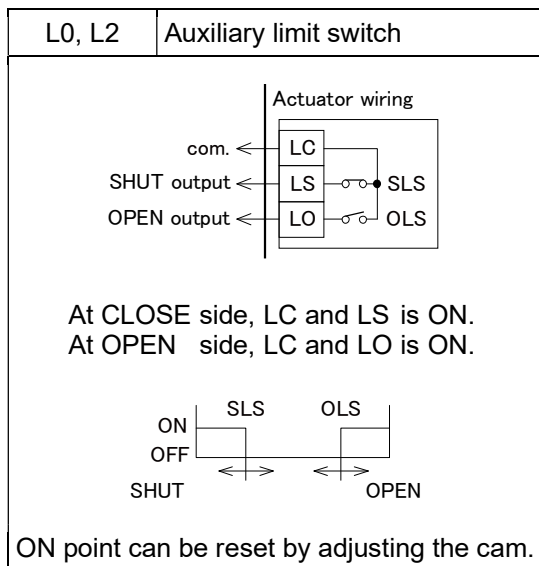 L0, L2 Auxiliary limit switch
Actuator wiring
com. LC
SHUT output LS SLS
OPEN output LO OLS
At CLOSE side, LC and LS is ON.
At OPEN side, LC and LO is ON.
SLS OLS
ON
OFF
SHUT OPEN
ON point can be reset by adjusting the cam.